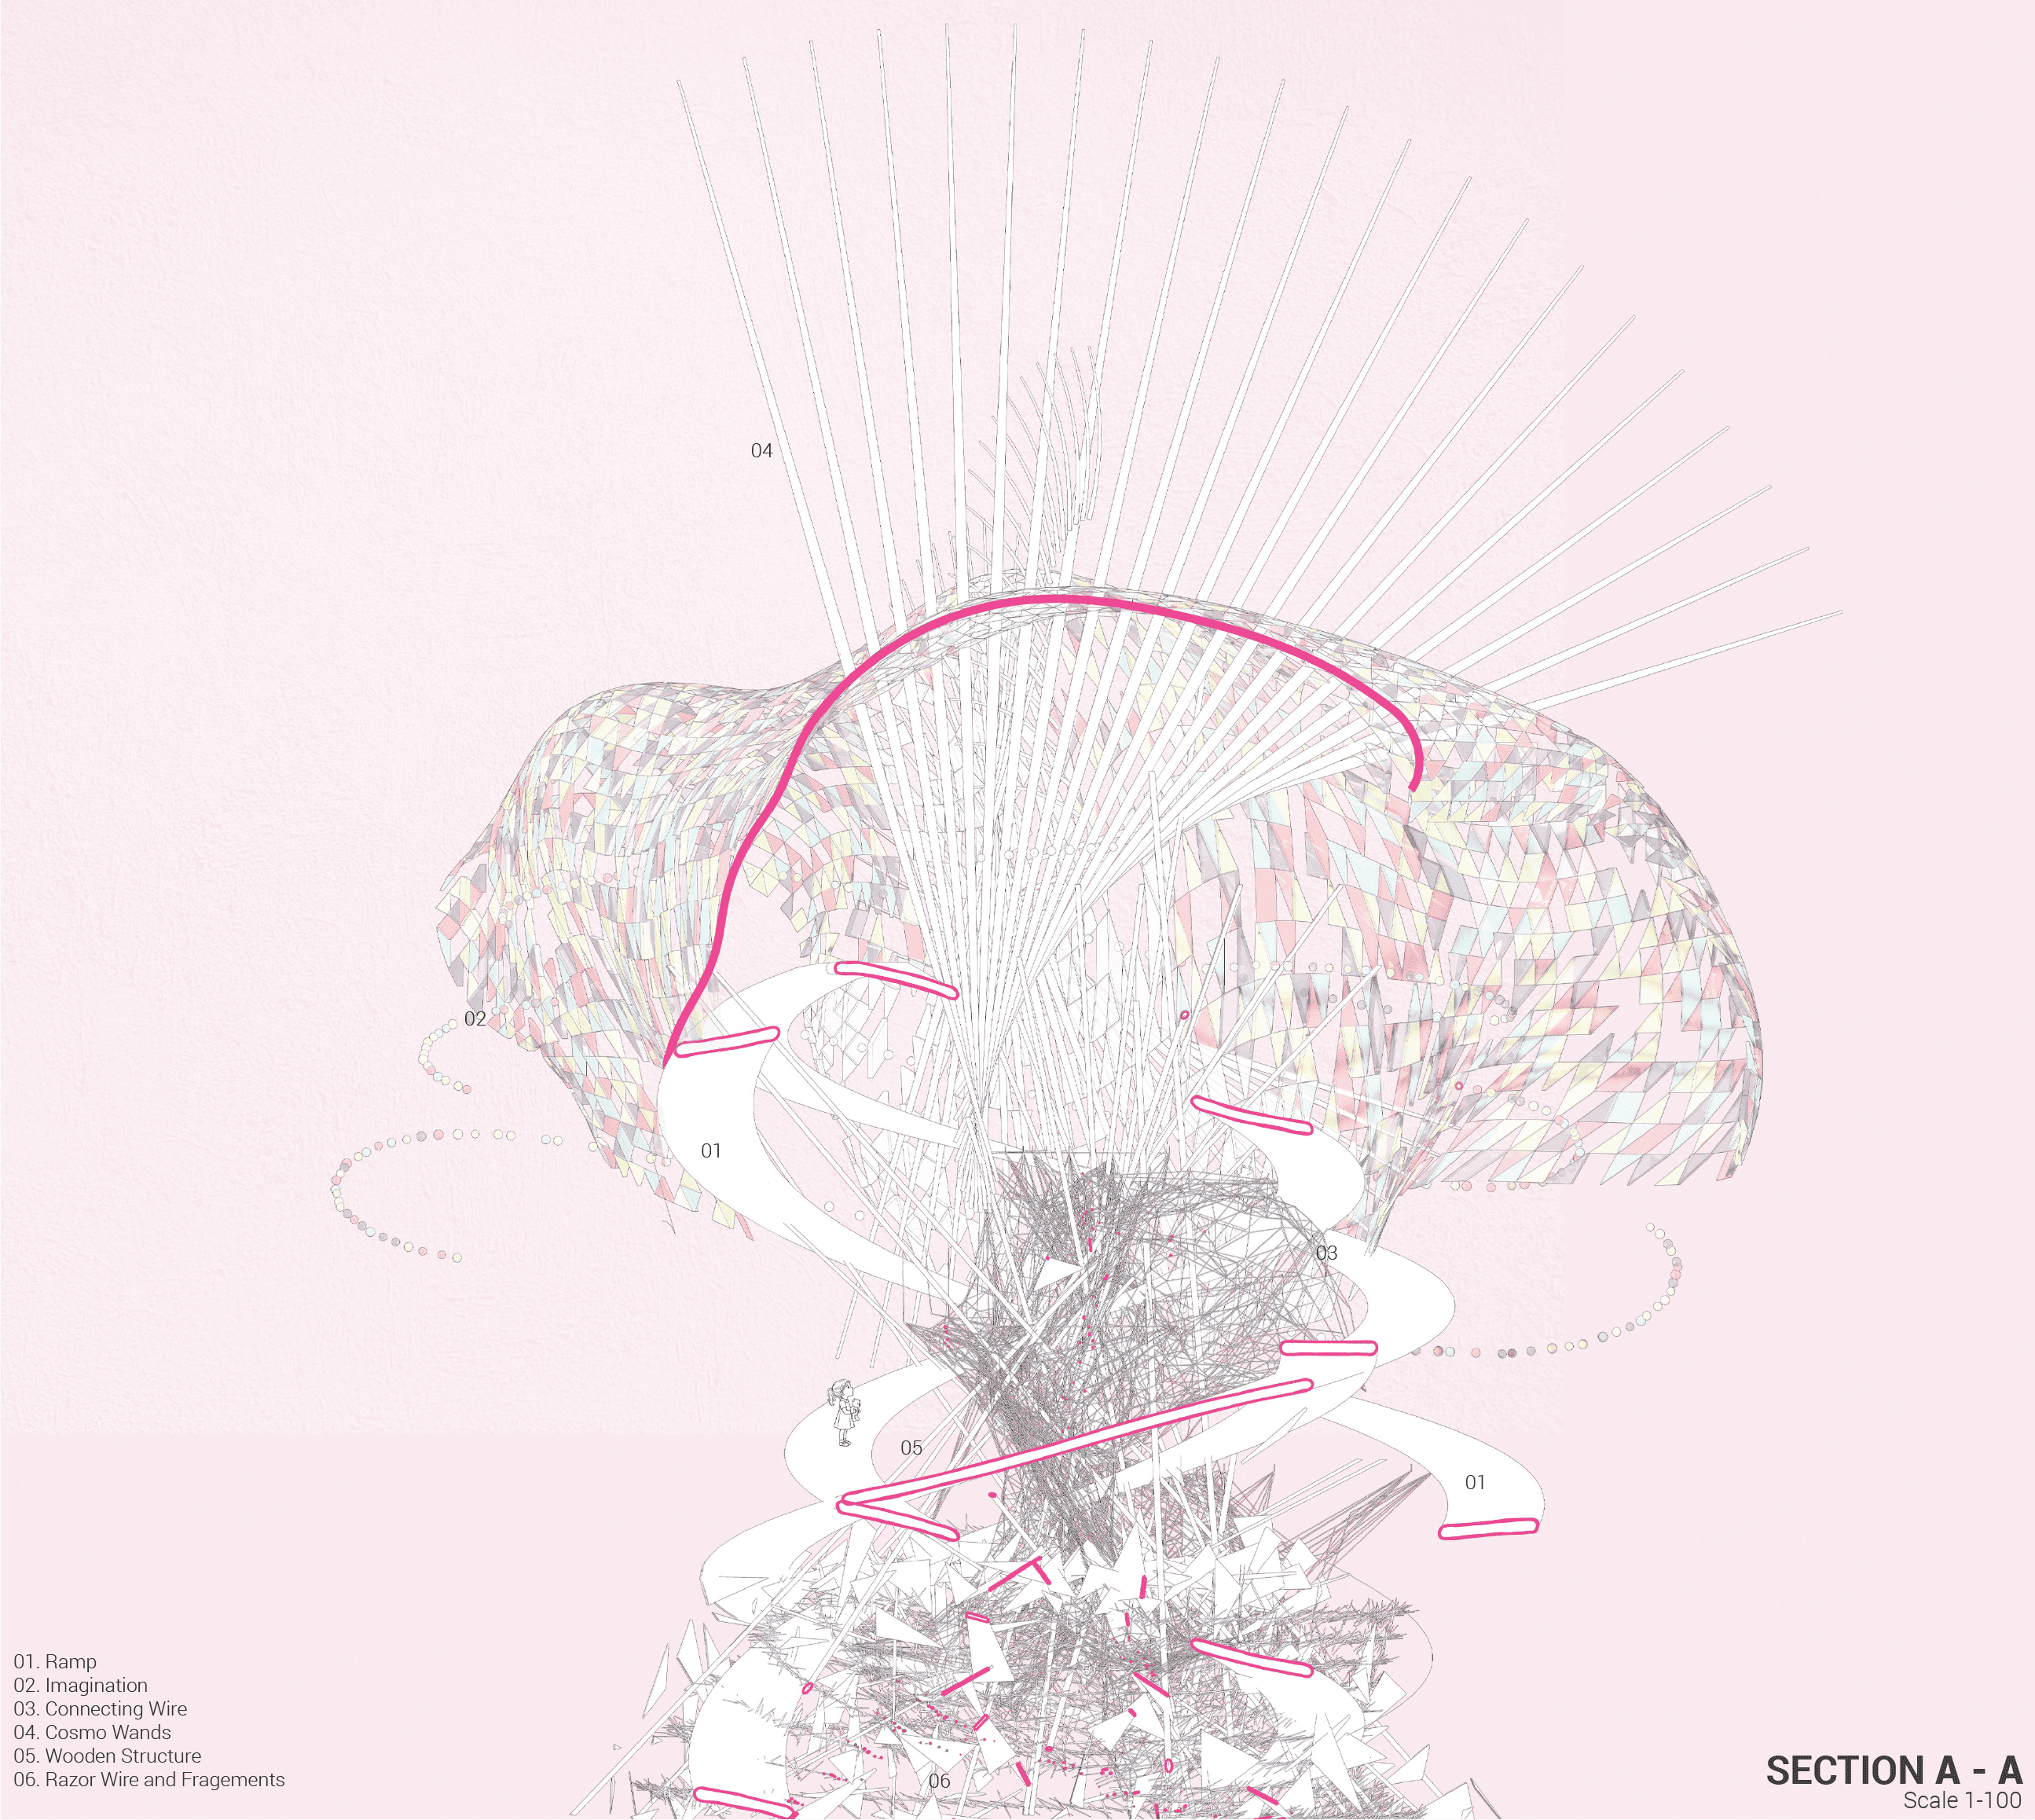 04
02
01
03
05
01
06
01. Ramp
02. Imagination
03. Connecting Wire
04. Cosmo Wands
05. Wooden Structure
06. Razor Wire and Fragements
SECTION A - A
Scale 1-100